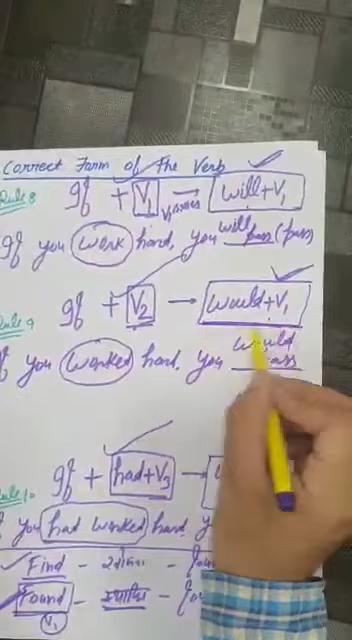 Correct Form of The Verb
Rule 8 If + V₁ → will+V₁
V₁
If you work hard, you will pass (pass)
Rule 9 If + V₂ → would+V₁
If you worked hard, you would pass
Rule 10 If + had+V₃ →
If you had worked hard y
Find -
Found -
V₁